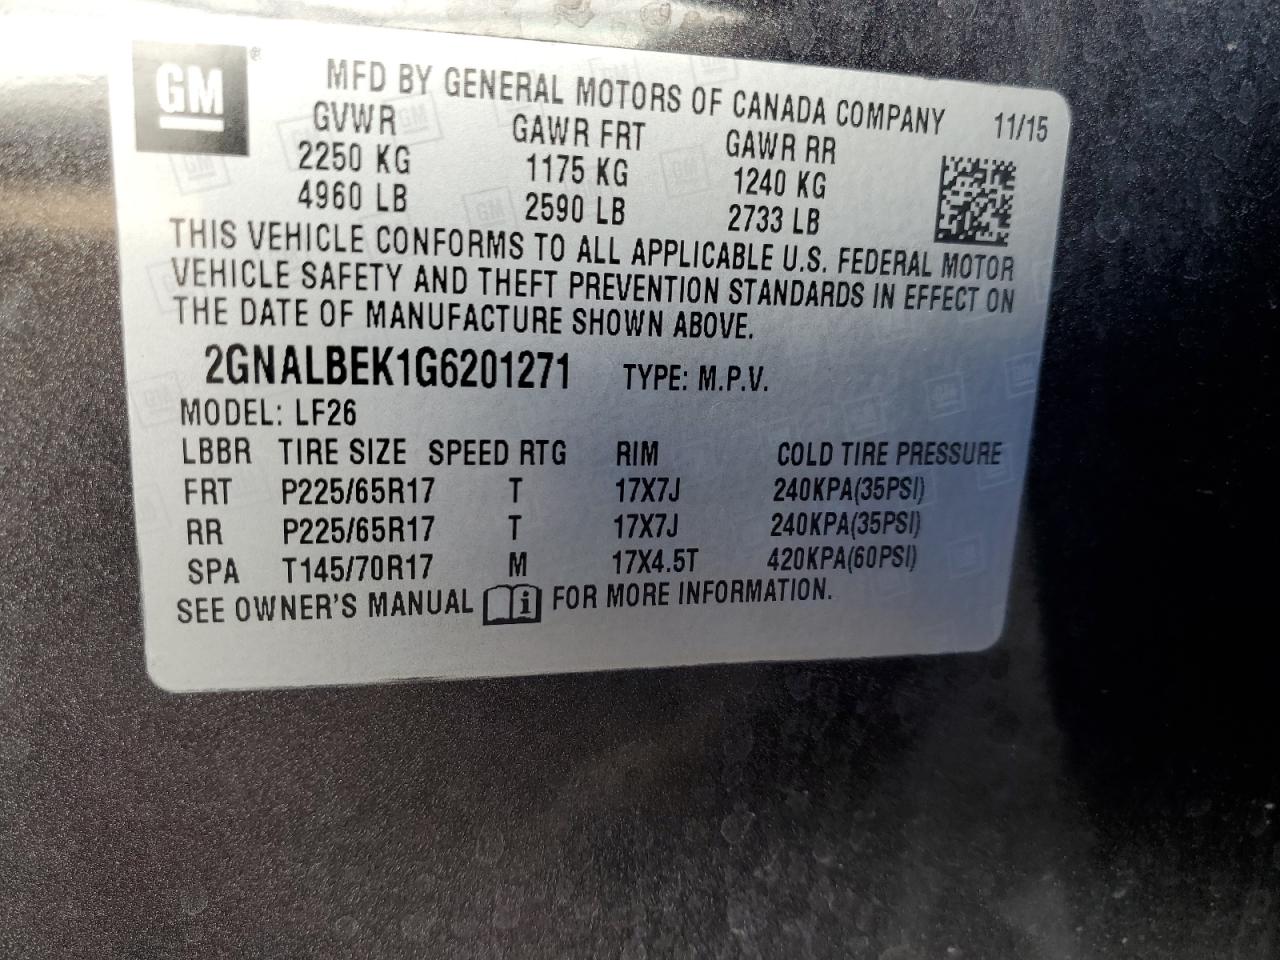 GM ®
MFD BY GENERAL MOTORS OF CANADA COMPANY 11/15
GVWR GAWR FRT GAWR RR
2250 KG 1175 KG 1240 KG
4960 LB 2590 LB 2733 LB
THIS VEHICLE CONFORMS TO ALL APPLICABLE U.S. FEDERAL MOTOR
VEHICLE SAFETY AND THEFT PREVENTION STANDARDS IN EFFECT ON
THE DATE OF MANUFACTURE SHOWN ABOVE.
2GNALBEK1G6201271 TYPE: M.P.V.
MODEL: LF26
LBBR TIRE SIZE SPEED RTG RIM COLD TIRE PRESSURE
FRT P225/65R17 T 17X7J 240KPA(35PSI)
RR P225/65R17 T 17X7J 240KPA(35PSI)
SPA T145/70R17 M 17X4.5T 420KPA(60PSI)
SEE OWNER'S MANUAL i FOR MORE INFORMATION.